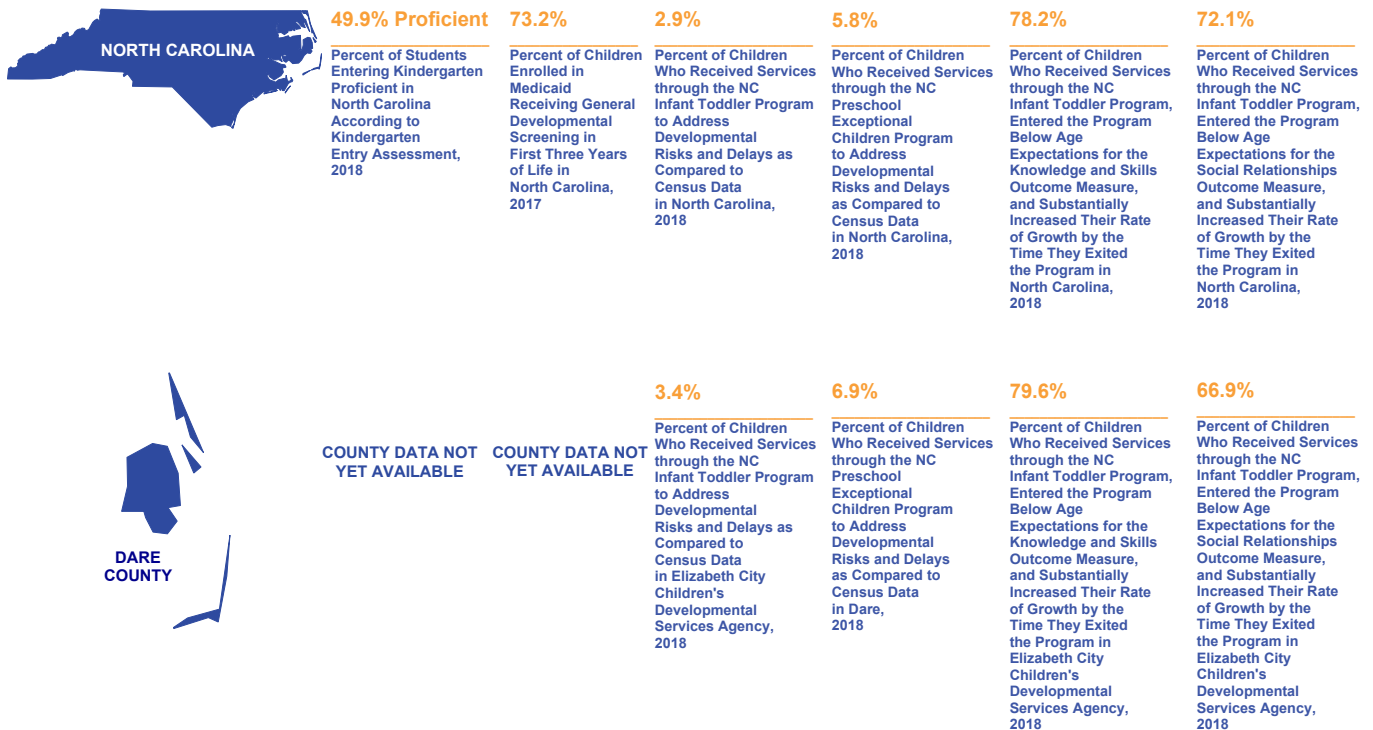 NORTH CAROLINA
49.9% Proficient
Percent of Students
Entering Kindergarten
Proficient in
North Carolina
According to
Kindergarten
Entry Assessment,
2018
73.2%
Percent of Children
Enrolled in
Medicaid
Receiving General
Developmental
Screening in
First Three Years
of Life in
North Carolina,
2017
2.9%
Percent of Children
Who Received Services
through the NC
Infant Toddler Program
to Address
Developmental
Risks and Delays as
Compared to
Census Data
in North Carolina,
2018
5.8%
Percent of Children
Who Received Services
through the NC
Preschool
Exceptional
Children Program
to Address
Developmental
Risks and Delays
as Compared to
Census Data
in North Carolina,
2018
78.2%
Percent of Children
Who Received Services
through the NC
Infant Toddler Program,
Entered the Program
Below Age
Expectations for the
Knowledge and Skills
Outcome Measure,
and Substantially
Increased Their Rate
of Growth by the
Time They Exited
the Program in
North Carolina,
2018
72.1%
Percent of Children
Who Received Services
through the NC
Infant Toddler Program,
Entered the Program
Below Age
Expectations for the
Social Relationships
Outcome Measure,
and Substantially
Increased Their Rate
of Growth by the
Time They Exited
the Program in
North Carolina,
2018
DARE
COUNTY
COUNTY DATA NOT
YET AVAILABLE
COUNTY DATA NOT
YET AVAILABLE
3.4%
Percent of Children
Who Received Services
through the NC
Infant Toddler Program
to Address
Developmental
Risks and Delays as
Compared to
Census Data
in Elizabeth City
Children's
Developmental
Services Agency,
2018
6.9%
Percent of Children
Who Received Services
through the NC
Preschool
Exceptional
Children Program
to Address
Developmental
Risks and Delays
as Compared to
Census Data
in Dare,
2018
79.6%
Percent of Children
Who Received Services
through the NC
Infant Toddler Program,
Entered the Program
Below Age
Expectations for the
Knowledge and Skills
Outcome Measure,
and Substantially
Increased Their Rate
of Growth by the
Time They Exited
the Program in
Elizabeth City
Children's
Developmental
Services Agency,
2018
66.9%
Percent of Children
Who Received Services
through the NC
Infant Toddler Program,
Entered the Program
Below Age
Expectations for the
Social Relationships
Outcome Measure,
and Substantially
Increased Their Rate
of Growth by the
Time They Exited
the Program in
Elizabeth City
Children's
Developmental
Services Agency,
2018